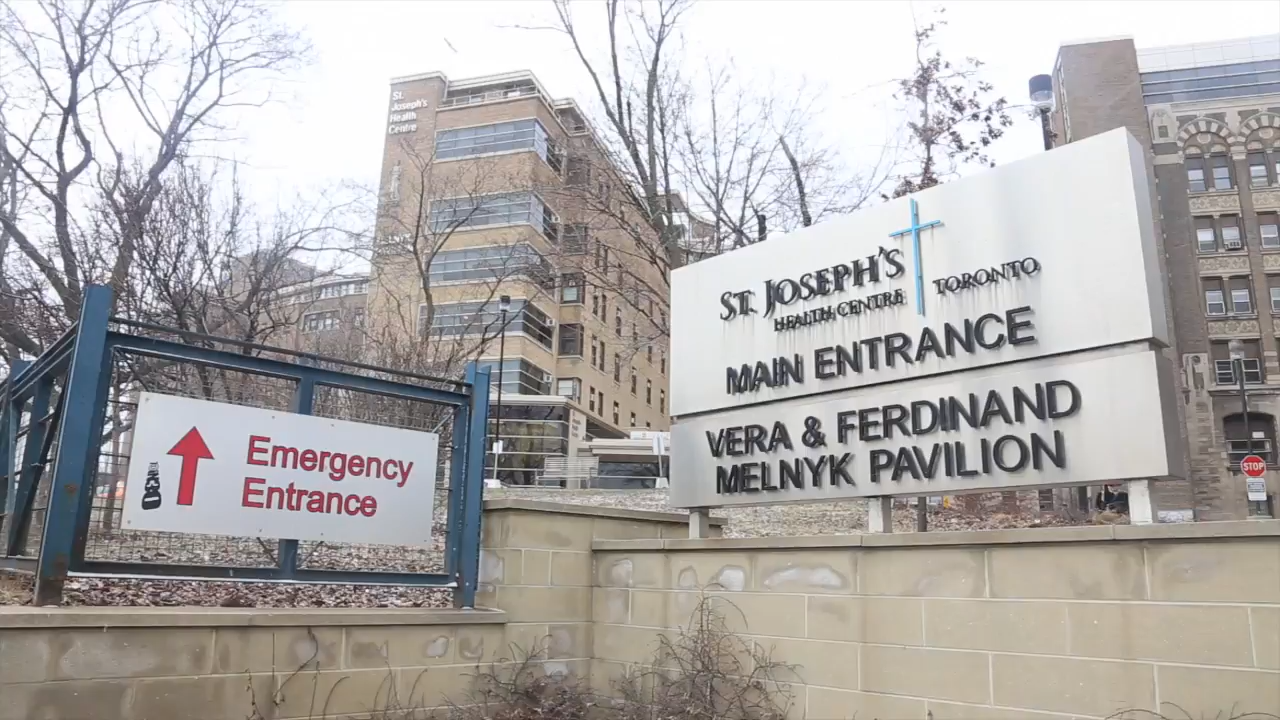 St.
Joseph's
Health
Centre
ST. JOSEPH'S
HEALTH CENTRE TORONTO
MAIN ENTRANCE
VERA & FERDINAND
MELNYK PAVILION
Emergency
Entrance
STOP